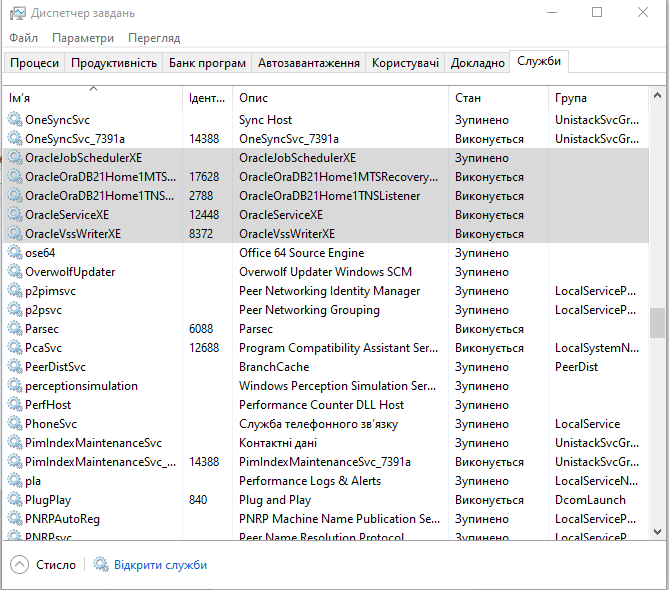 Диспетчер завдань
Файл Параметри Перегляд
Процеси Продуктивність Банк програм Автозавантаження Користувачі Докладно Служби
Ім’я Ідент... Опис Стан Група
OneSyncSvc Sync Host Зупинено UnistackSvcGr...
OneSyncSvc_7391a 14388 OneSyncSvc_7391a Виконується UnistackSvcGr...
OracleJobSchedulerXE OracleJobSchedulerXE Зупинено
OracleOraDB21Home1MTS... 17628 OracleOraDB21Home1MTSRecovery... Виконується
OracleOraDB21Home1TNS... 2788 OracleOraDB21Home1TNSListener Виконується
OracleServiceXE 12448 OracleServiceXE Виконується
OracleVssWriterXE 8372 OracleVssWriterXE Виконується
ose64 Office 64 Source Engine Зупинено
OverwolfUpdater Overwolf Updater Windows SCM Зупинено
p2pimsvc Peer Networking Identity Manager Зупинено LocalServiceP...
p2psvc Peer Networking Grouping Зупинено LocalServiceP...
Parsec 6088 Parsec Виконується
PcaSvc 12688 Program Compatibility Assistant Ser... Виконується LocalSystemN...
PeerDistSvc BranchCache Зупинено PeerDist
perceptionsimulation Windows Perception Simulation Ser... Зупинено
PerfHost Performance Counter DLL Host Зупинено
PhoneSvc Служба телефонного зв’язку Зупинено LocalService
PimIndexMaintenanceSvc Контактні дані Зупинено UnistackSvcGr...
PimIndexMaintenanceSvc_... 14388 PimIndexMaintenanceSvc_7391a Виконується UnistackSvcGr...
pla Performance Logs & Alerts Зупинено LocalServiceN...
PlugPlay 840 Plug and Play Виконується DcomLaunch
PNRPAutoReg PNRP Machine Name Publication Se... Зупинено LocalServiceP...
PNRPsvc Peer Name Resolution Protocol Зупинено LocalServiceP...
Стисло Відкрити служби